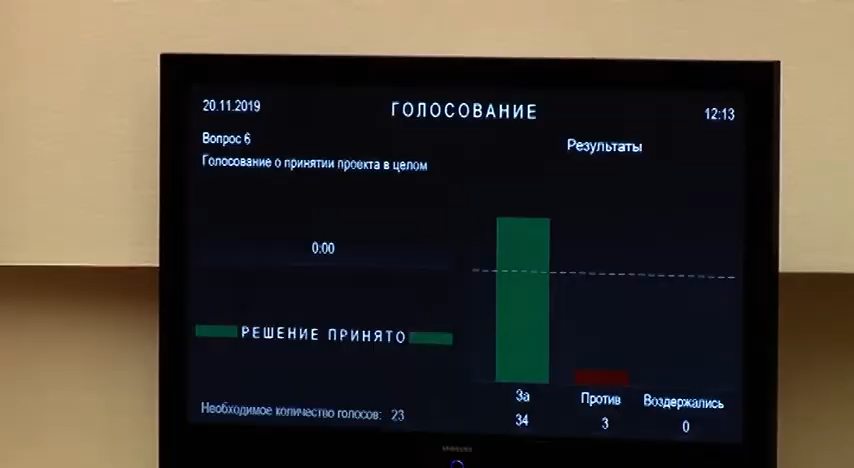 20.11.2019 ГОЛОСОВАНИЕ 12:13
Вопрос 6
Результаты
Голосование о принятии проекта в целом
0:00
РЕШЕНИЕ ПРИНЯТО
Необходимое количество голосов: 23
За Против Воздержались
34 3 0
SAMSUNG